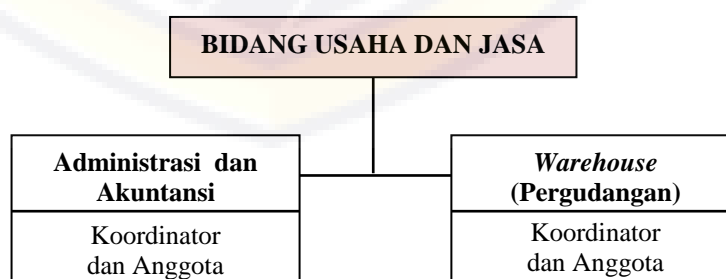 BIDANG USAHA DAN JASA
Administrasi dan
Akuntansi
Koordinator
dan Anggota
Warehouse
(Pergudangan)
Koordinator
dan Anggota